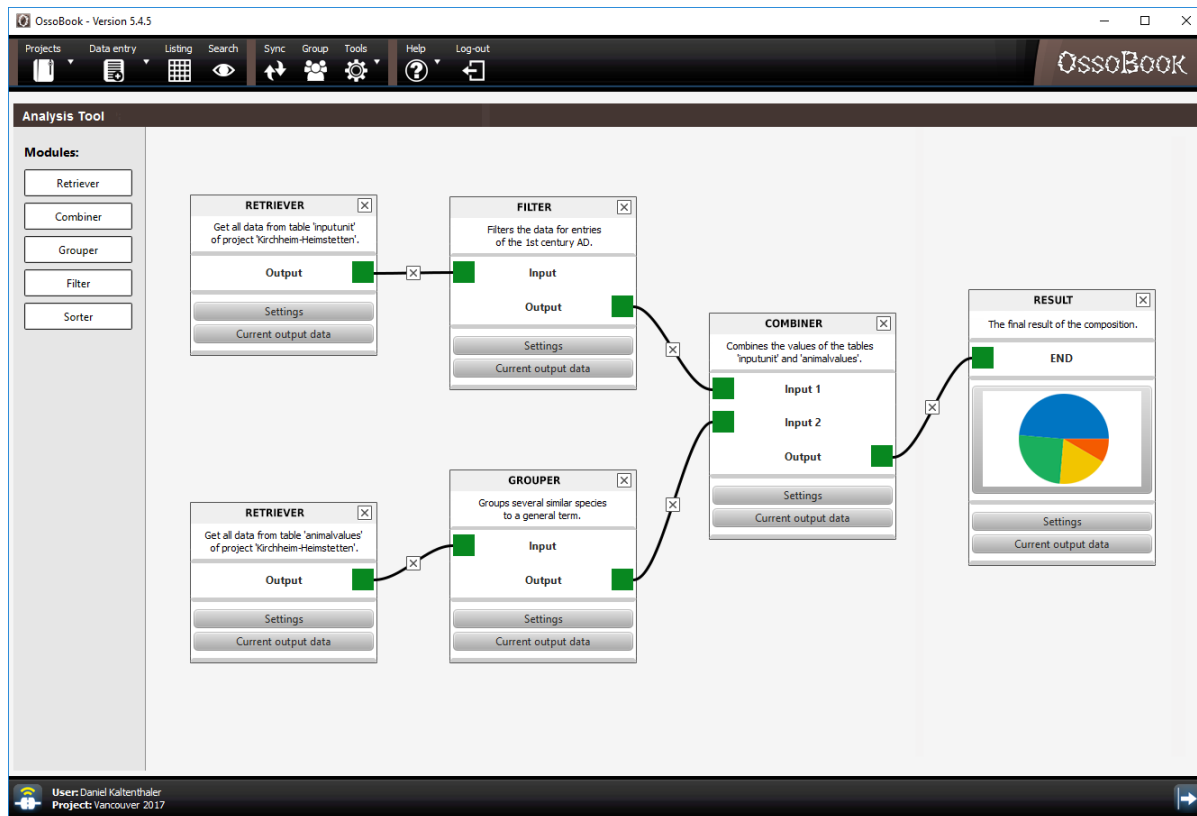 OssoBook - Version 5.4.5
Projects
Data entry
Listing
Search
Sync
Group
Tools
Help
Log-out
OssoBook
Analysis Tool
Modules:
Retriever
Combiner
Grouper
Filter
Sorter
RETRIEVER
Get all data from table 'inputunit'
of project 'Kirchheim-Heimstetten'.
Output
Settings
Current output data
FILTER
Filters the data for entries
of the 1st century AD.
Input
Output
Settings
Current output data
RETRIEVER
Get all data from table 'animalvalues'
of project 'Kirchheim-Heimstetten'.
Output
Settings
Current output data
GROUPER
Groups several similar species
to a general term.
Input
Output
Settings
Current output data
COMBINER
Combines the values of the tables
'inputunit' and 'animalvalues'.
Input 1
Input 2
Output
Settings
Current output data
RESULT
The final result of the composition.
END
Settings
Current output data
User: Daniel Kaltenthaler
Project: Vancouver 2017